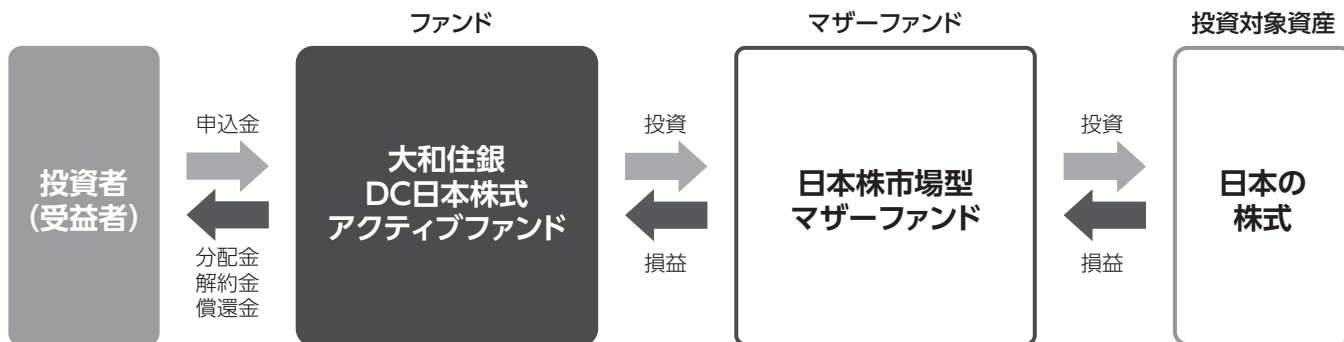 ファンド
マザーファンド
投資対象資産
投資者
(受益者)
申込金
分配金
解約金
償還金
大和住銀
DC日本株式
アクティブファンド
投資
損益
日本株市場型
マザーファンド
投資
損益
日本の
株式